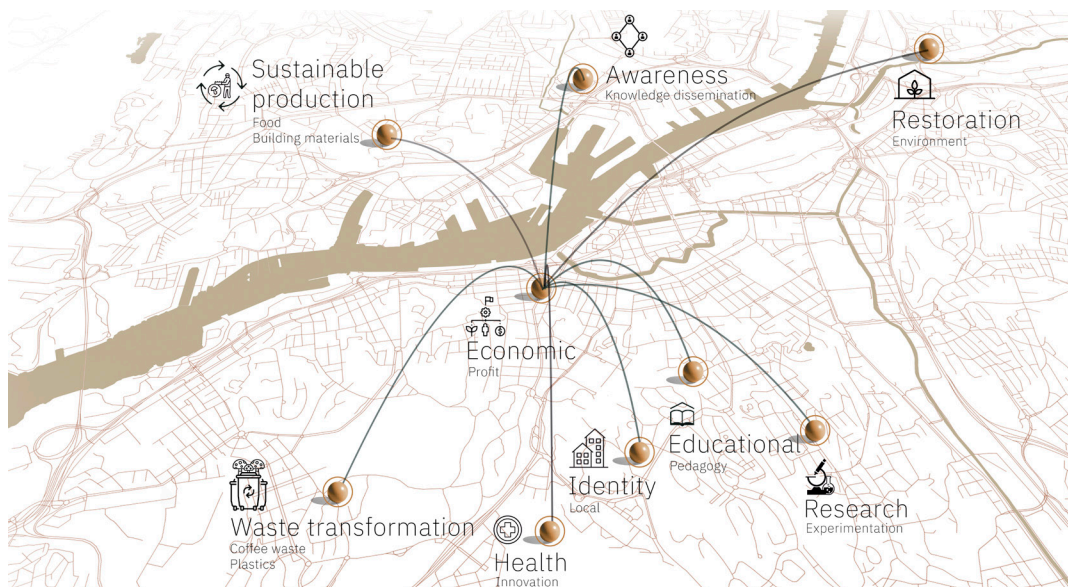 Sustainable
production
Food
Building materials
Awareness
Knowledge dissemination
Restoration
Environment
Economic
Profit
Educational
Pedagogy
Identity
Local
Research
Experimentation
Waste transformation
Coffee waste
Plastics
Health
Innovation